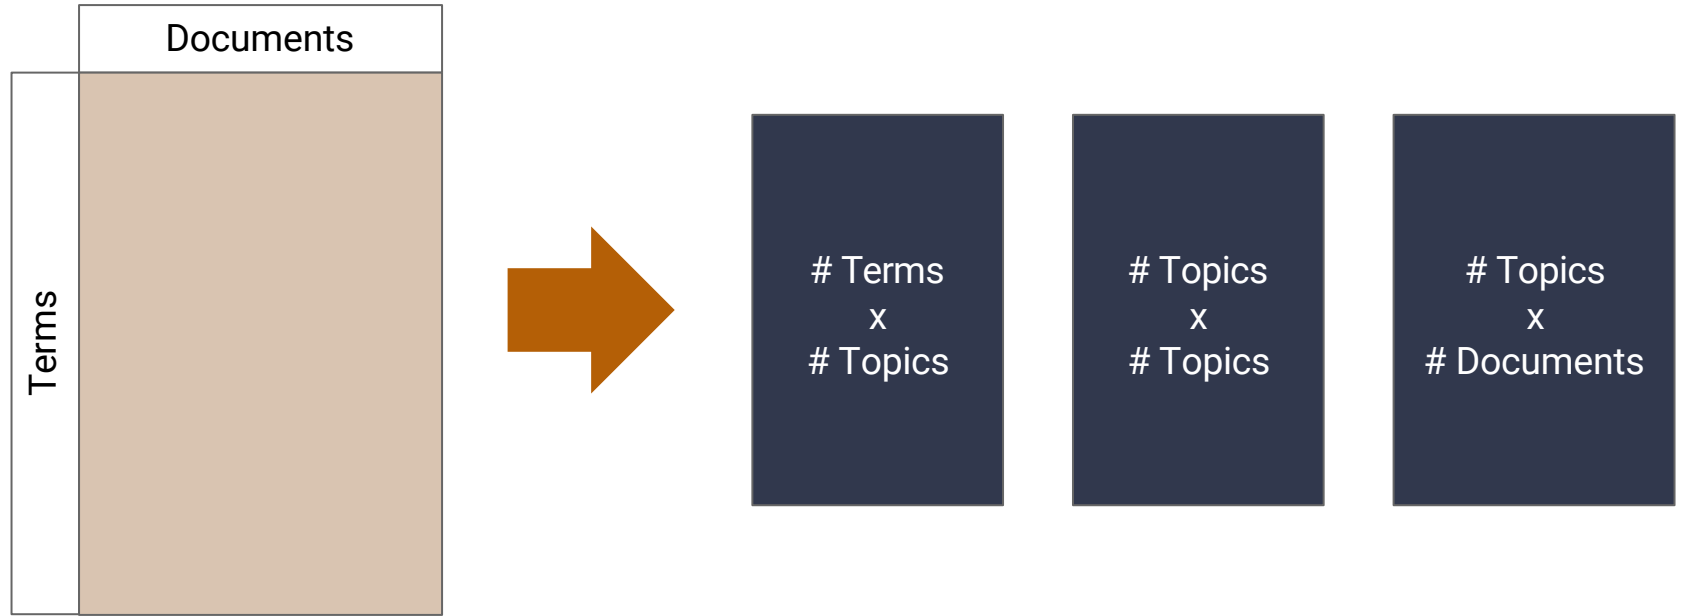 Documents
Terms
# Terms
x
# Topics
# Topics
x
# Topics
# Topics
x
# Documents